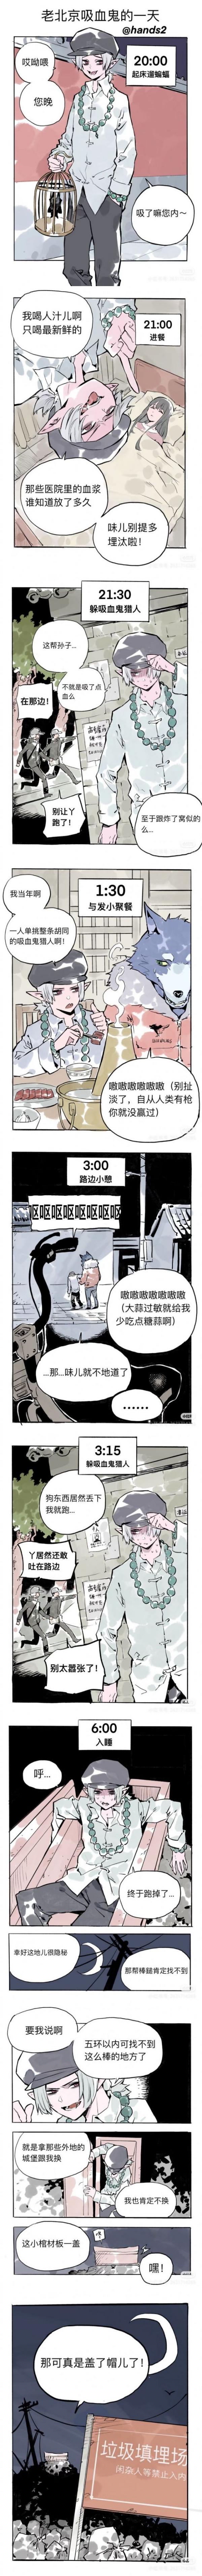 老北京吸血鬼的一天
@hands2
哎呦喂
您晚
20:00
起床遛蝙蝠
吸了嘛您内~
我喝人汁儿啊
只喝最新鲜的
21:00
进餐
那些医院里的血浆
谁知道放了多久
味儿别提多
埋汰啦!
21:30
躲吸血鬼猎人
这帮孙子...
不就是吸了点
血么
在那边!
别让丫
跑了!
至于跟炸了窝似的
么...
1:30
与发小聚餐
我当年啊
一人单挑整条胡同
的吸血鬼猎人啊!
嗷嗷嗷嗷嗷嗷(别扯
淡了,自从人类有枪
你就没赢过)
3:00
路边小憩
呕呕呕呕呕呕呕呕
嗷嗷嗷嗷嗷嗷嗷
(大蒜过敏就给我
少吃点糖蒜啊)
...那...味儿就不地道了
......
3:15
躲吸血鬼猎人
狗东西居然丢下
我就跑...
丫居然还敢
吐在路边
别太嚣张了!
6:00
入睡
呼...
终于跑掉了...
幸好这地儿很隐秘
那帮棒鎚肯定找不到
要我说啊
五环以内可找不到
这么棒的地方了
就是拿那些外地的
城堡跟我换
我也肯定不换
这小棺材板一盖
嘿!
那可真是盖了帽儿了!
垃圾填埋场
闲杂人等禁止入内